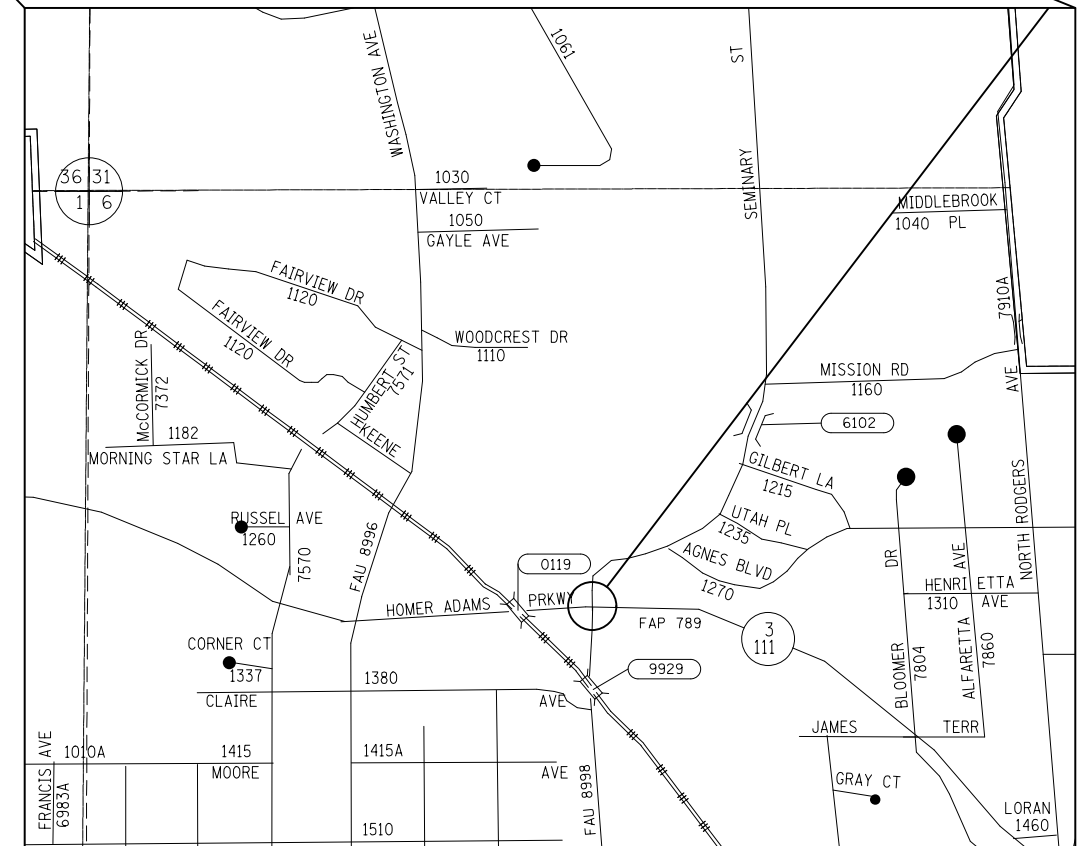 WASHINGTON AVE
1061
SEMINARY ST
36 31
1 6
1030
VALLEY CT
1050
GAYLE AVE
MIDDLEBROOK
1040 PL
7910A
FAIRVIEW DR
1120
FAIRVIEW DR
1120
WOODCREST DR
1110
HUMBERT ST
7571
KEENE
McCORMICK DR
7372
1182
MORNING STAR LA
MISSION RD
1160
6102
GILBERT LA
1215
UTAH PL
1235
AGNES BLVD
1270
NORTH RODGERS AVE
RUSSEL AVE
1260
7570
FAU 8996
0119
HOMER ADAMS PRKWY
FAP 789
3
111
HENRIETTA
1310 AVE
BLOOMER DR
7804
ALFARETTA AVE
7860
CORNER CT
1337
9929
1380
CLAIRE AVE
JAMES TERR
FRANCIS AVE
6983A
1010A
1415
MOORE AVE
1415A
FAU 8998
GRAY CT
LORAN
1460
1510